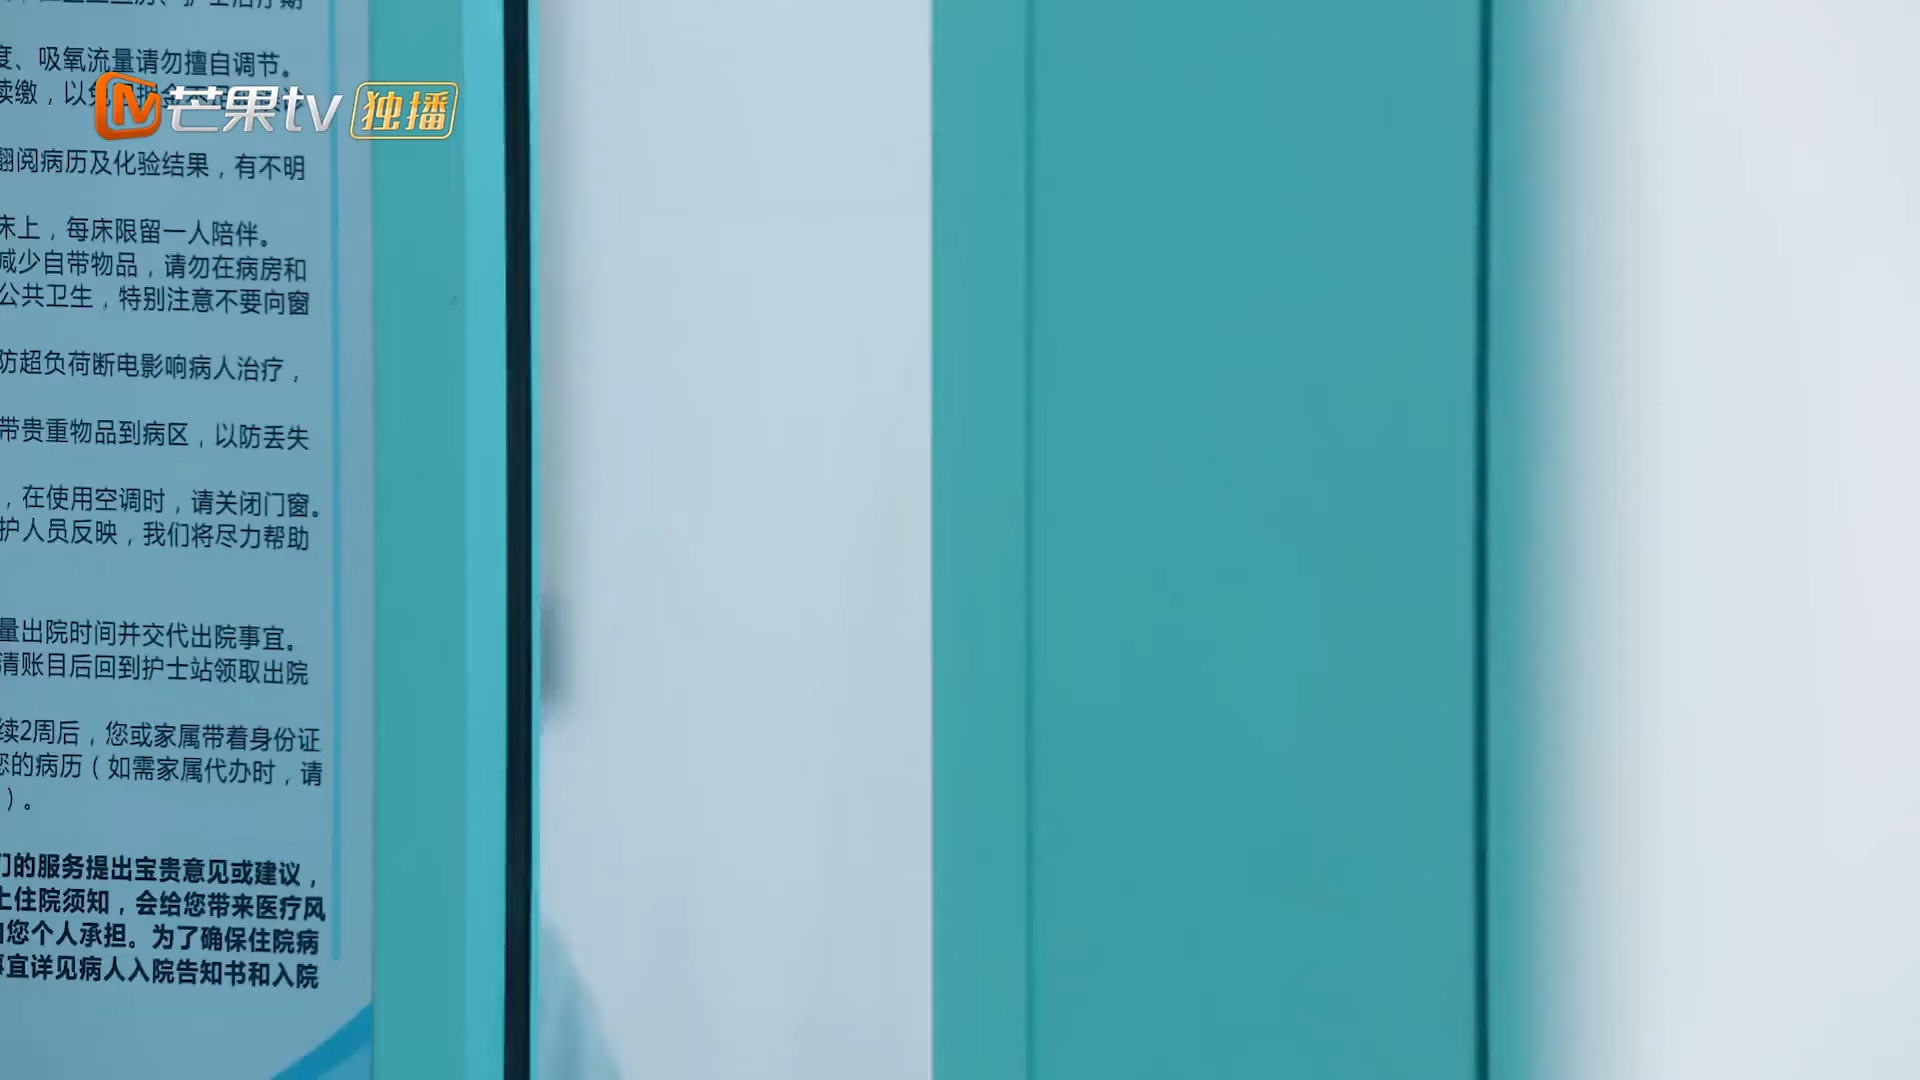 度、吸氧流量请勿擅自调节。
续缴，以免
芒果tv 独播
翻阅病历及化验结果，有不明
床上，每床限留一人陪伴。
减少自带物品，请勿在病房和
公共卫生，特别注意不要向窗
防超负荷断电影响病人治疗，
带贵重物品到病区，以防丢失
，在使用空调时，请关闭门窗。
护人员反映，我们将尽力帮助
量出院时间并交代出院事宜。
清账目后回到护士站领取出院
续2周后，您或家属带着身份证
您的病历（如需家属代办时，请
）。
们的服务提出宝贵意见或建议，
上住院须知，会给您带来医疗风
您个人承担。为了确保住院病
事宜详见病人入院告知书和入院